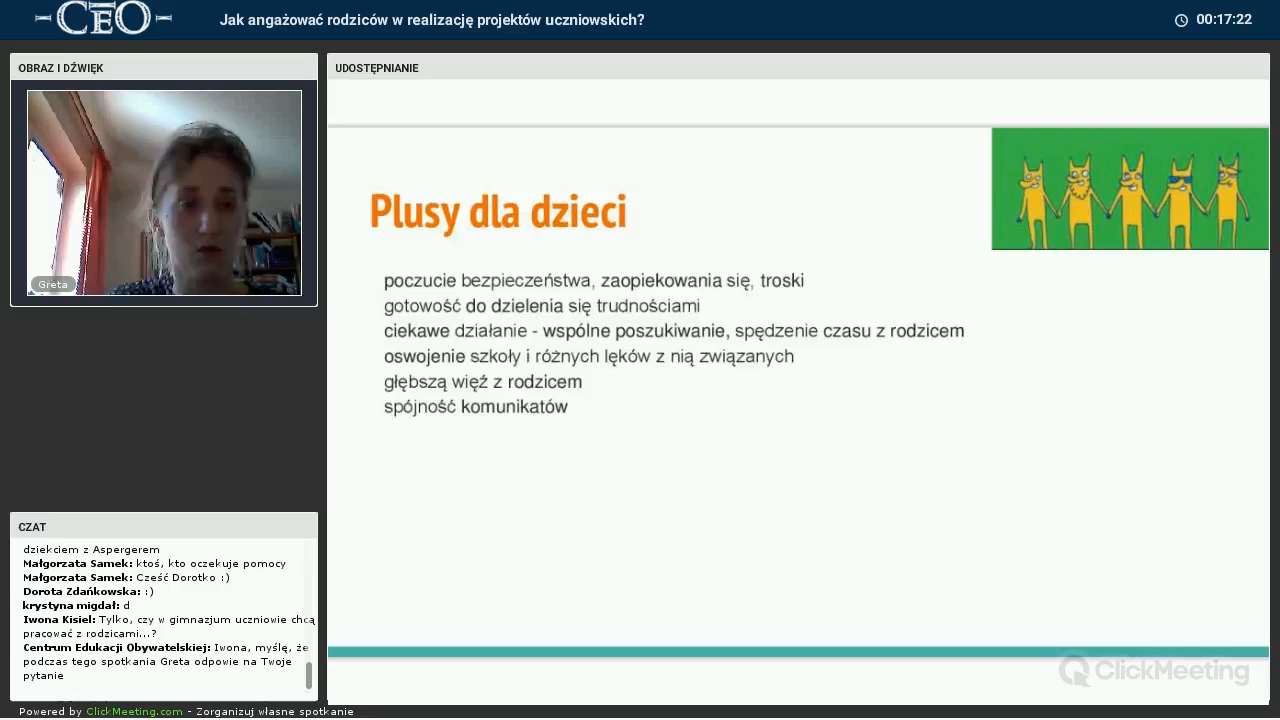 CEO
Jak angażować rodziców w realizację projektów uczniowskich?
00:17:22
OBRAZ I DŹWIĘK
Greta
UDOSTĘPNIANIE
Plusy dla dzieci
poczucie bezpieczeństwa, zaopiekowania się, troski
gotowość do dzielenia się trudnościami
ciekawe działanie - wspólne poszukiwanie, spędzenie czasu z rodzicem
oswojenie szkoły i różnych lęków z nią związanych
głębszą więź z rodzicem
spójność komunikatów
CZAT
dziekciem z Aspergerem
Małgorzata Samek: ktoś, kto oczekuje pomocy
Małgorzata Samek: Cześć Dorotko :)
Dorota Zdańkowska: :)
krystyna migdał: d
Iwona Kisiel: Tylko, czy w gimnazjum uczniowie chcą
pracować z rodzicami...?
Centrum Edukacji Obywatelskiej: Iwona, myślę, że
podczas tego spotkania Greta odpowie na Twoje
pytanie
ClickMeeting
Powered by ClickMeeting.com - Zorganizuj własne spotkanie